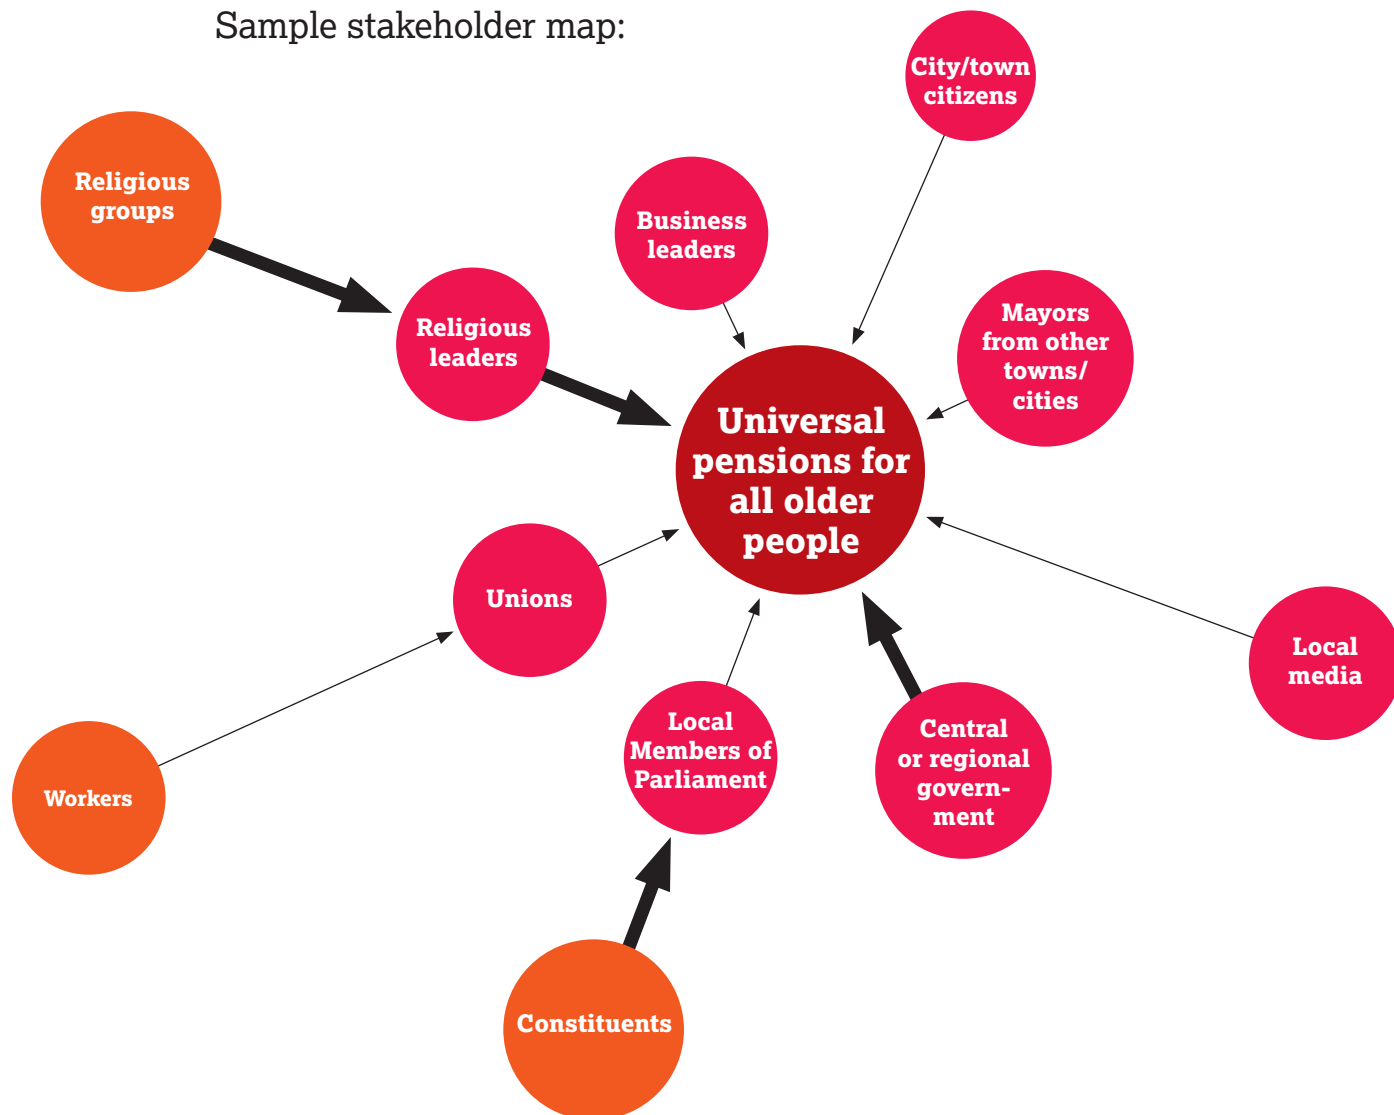 Sample stakeholder map:
City/town
citizens
Religious
groups
Business
leaders
Mayors
from other
towns/
cities
Religious
leaders
Universal
pensions for
all older
people
Unions
Local
media
Local
Members of
Parliament
Central
or regional
govern-
ment
Workers
Constituents